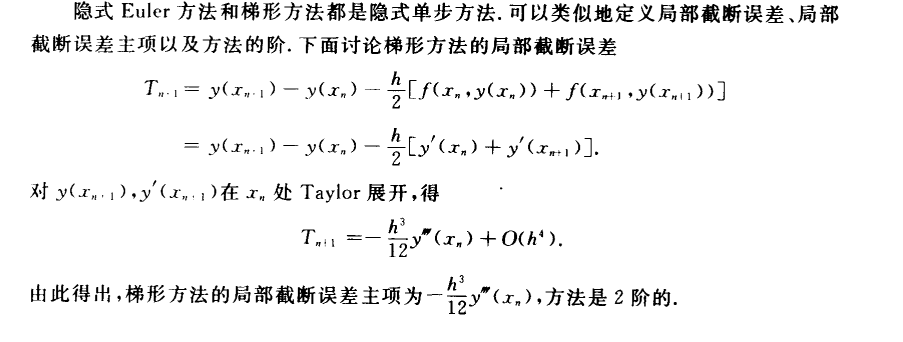 隐式 Euler 方法和梯形方法都是隐式单步方法.可以类似地定义局部截断误差、局部
截断误差主项以及方法的阶.下面讨论梯形方法的局部截断误差
T_{n+1} = y(x_{n+1}) - y(x_n) - \frac{h}{2}[f(x_n, y(x_n)) + f(x_{n+1}, y(x_{n+1}))]
= y(x_{n+1}) - y(x_n) - \frac{h}{2}[y'(x_n) + y'(x_{n+1})].
对 y(x_{n+1}), y'(x_{n+1})在 x_n 处 Taylor 展开,得
T_{n+1} = -\frac{h^3}{12}y'''(x_n) + O(h^4).
由此得出,梯形方法的局部截断误差主项为 -\frac{h^3}{12}y'''(x_n),方法是 2 阶的.